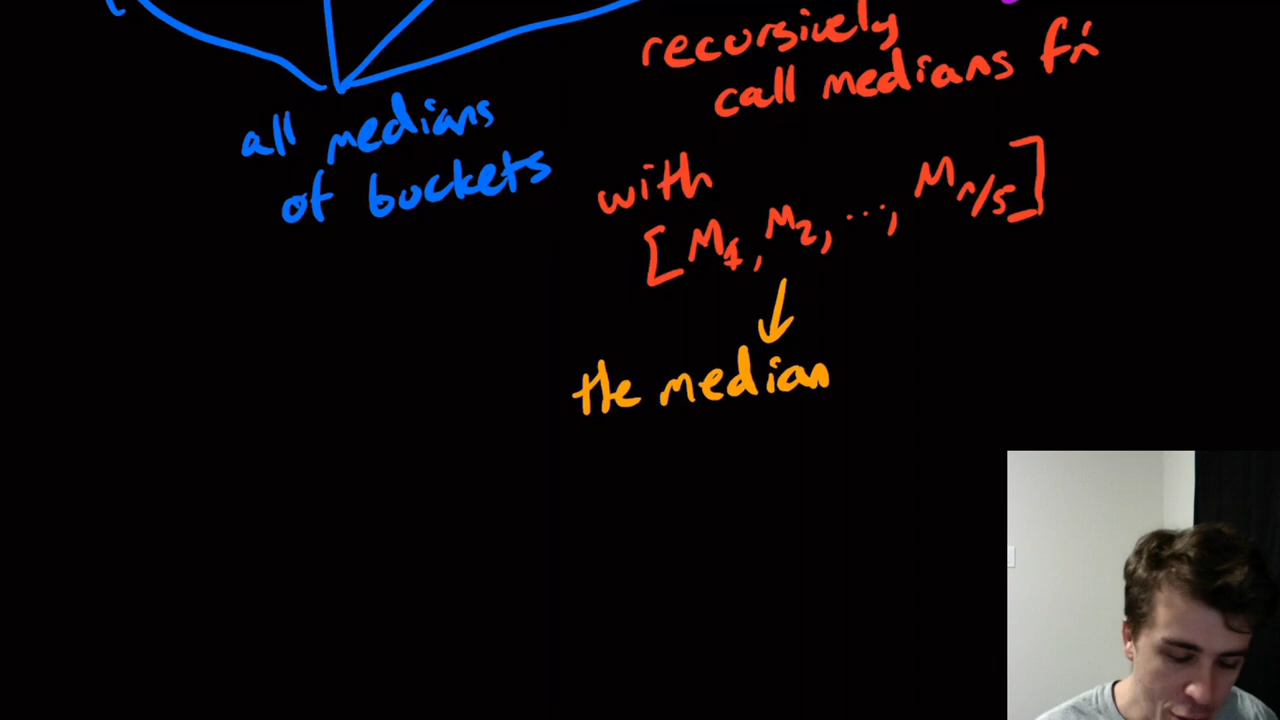 recursively
call medians fn
all medians
of buckets
with
[M1, M2, ..., Mn/5]
the median